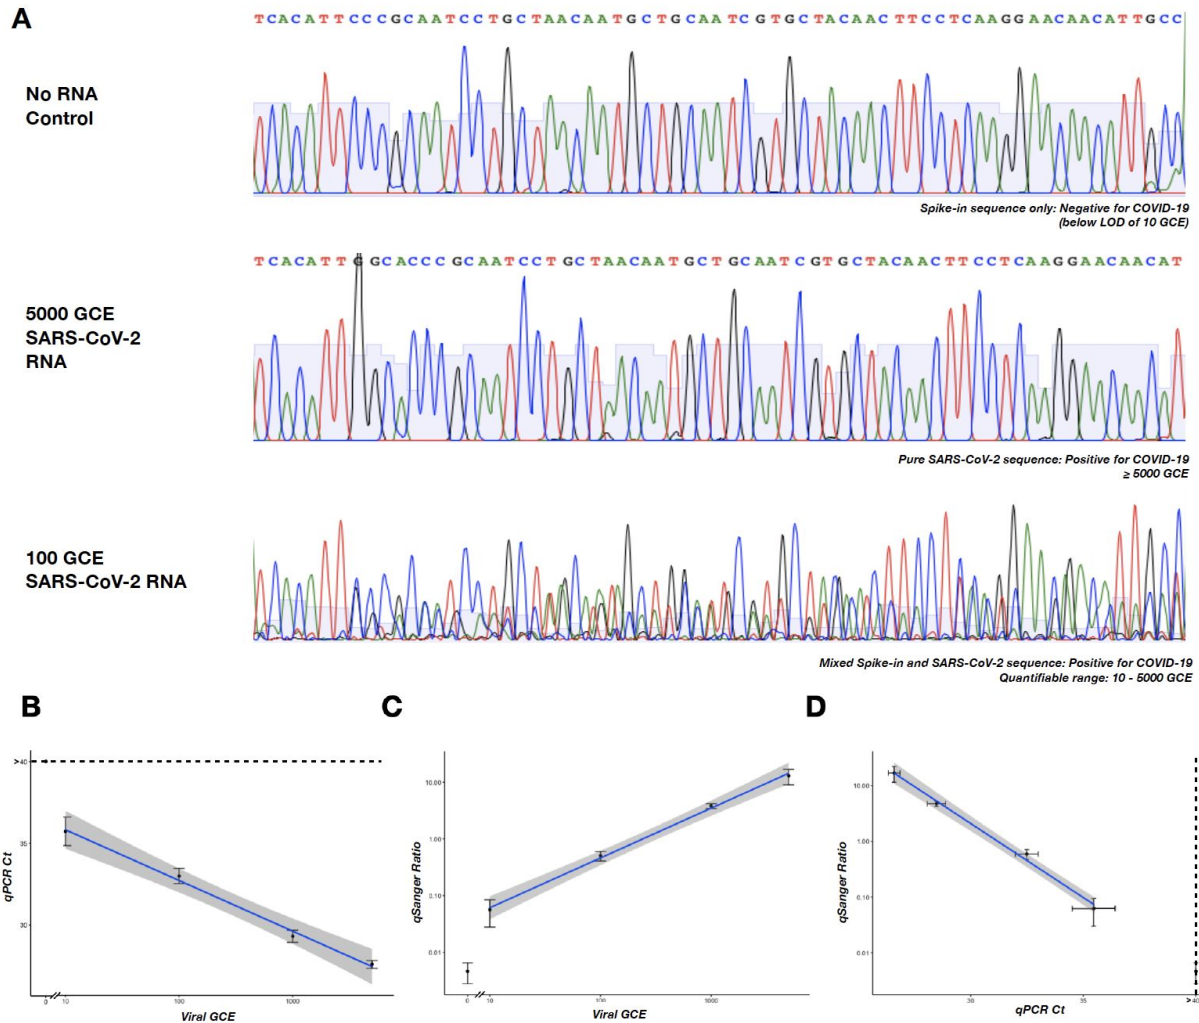 A
TCACATTCCCGCAATCCTGCTAACAATGCTGCAATCGTGCTACAACTTCCTCAAGGAACAACATTGCC
No RNA
Control
Spike-in sequence only: Negative for COVID-19
(below LOD of 10 GCE)
TCACATTGGCACCCGCAATCCTGCTAACAATGCTGCAATCGTGCTACAACTTCCTCAAGGAACAACAT
5000 GCE
SARS-CoV-2
RNA
Pure SARS-CoV-2 sequence: Positive for COVID-19
≥ 5000 GCE
100 GCE
SARS-CoV-2 RNA
Mixed Spike-in and SARS-CoV-2 sequence: Positive for COVID-19
Quantifiable range: 10 - 5000 GCE
B
>40
35
30
qPCR Ct
0 10 100 1000
Viral GCE
C
10.00
1.00
0.10
0.01
qSanger Ratio
0 10 100 1000
Viral GCE
D
10.00
1.00
0.10
0.01
qSanger Ratio
30 35 >40
qPCR Ct